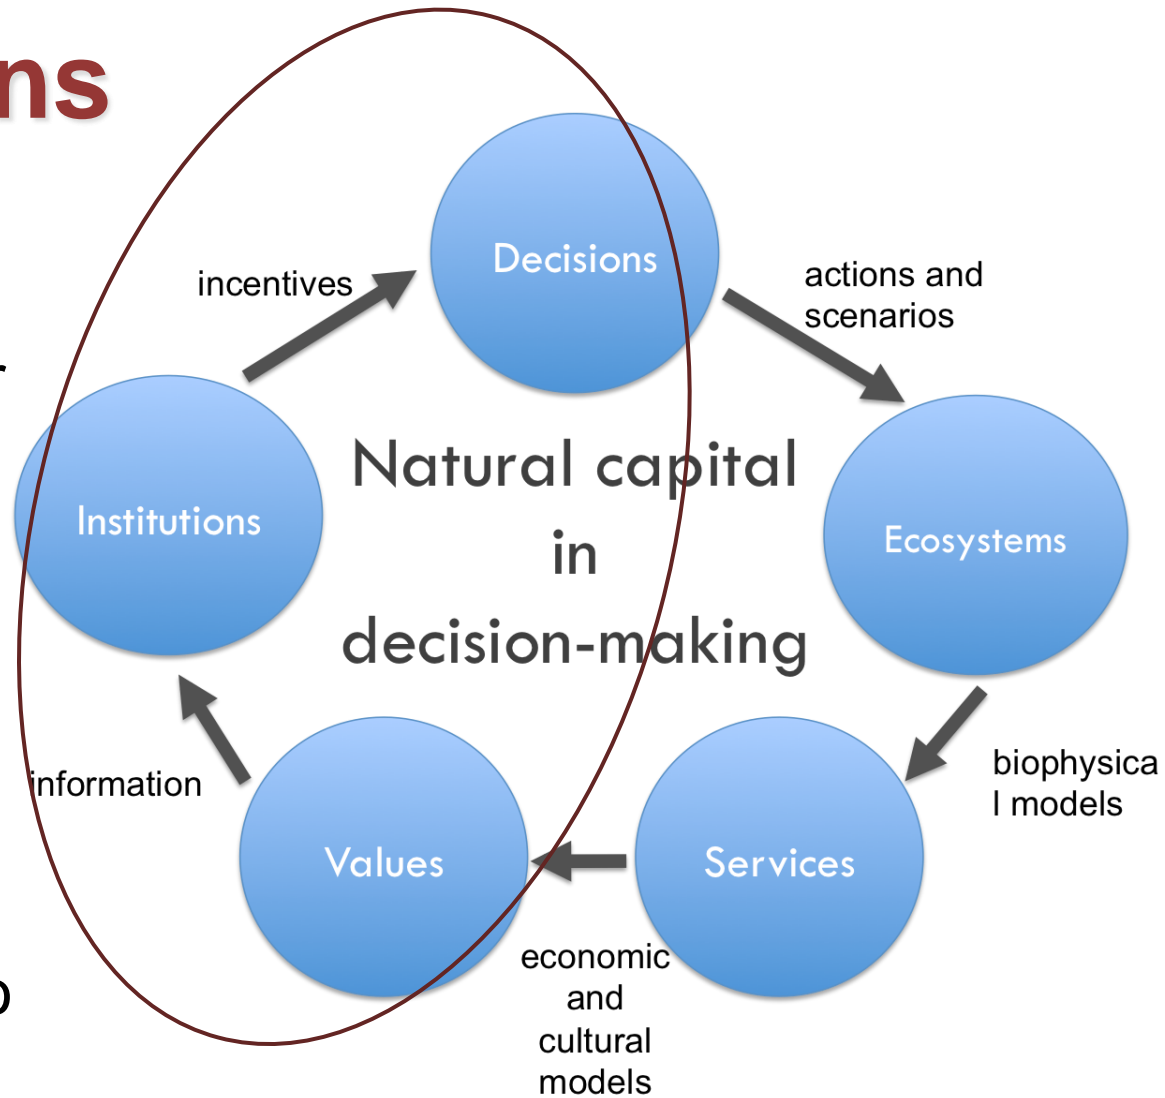 ns
Decisions
incentives
actions and
scenarios
r
Natural capital
in
decision-making
Institutions
Ecosystems
information
biophysica
l models
Values
Services
economic
and
cultural
models